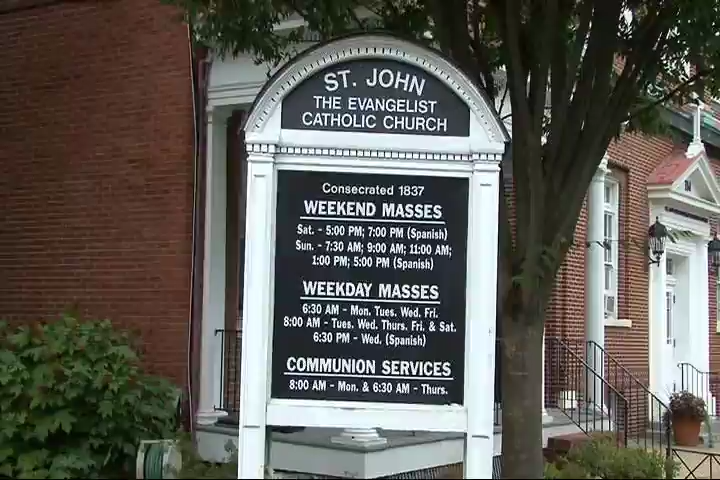 ST. JOHN
THE EVANGELIST
CATHOLIC CHURCH
Consecrated 1837
WEEKEND MASSES
Sat. - 5:00 PM; 7:00 PM (Spanish)
Sun. - 7:30 AM; 9:00 AM; 11:00 AM;
1:00 PM; 5:00 PM (Spanish)
WEEKDAY MASSES
6:30 AM - Mon. Tues. Wed. Fri.
8:00 AM - Tues. Wed. Thurs. Fri. & Sat.
6:30 PM - Wed. (Spanish)
COMMUNION SERVICES
8:00 AM - Mon. & 6:30 AM - Thurs.